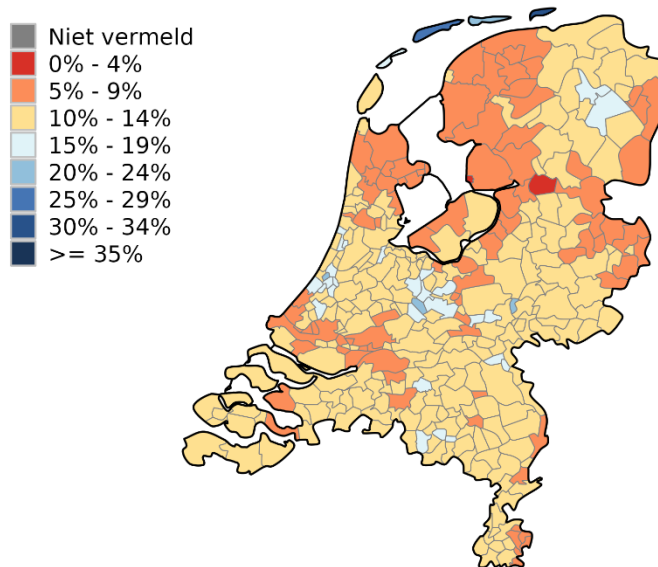 Niet vermeld
0% - 4%
5% - 9%
10% - 14%
15% - 19%
20% - 24%
25% - 29%
30% - 34%
>= 35%